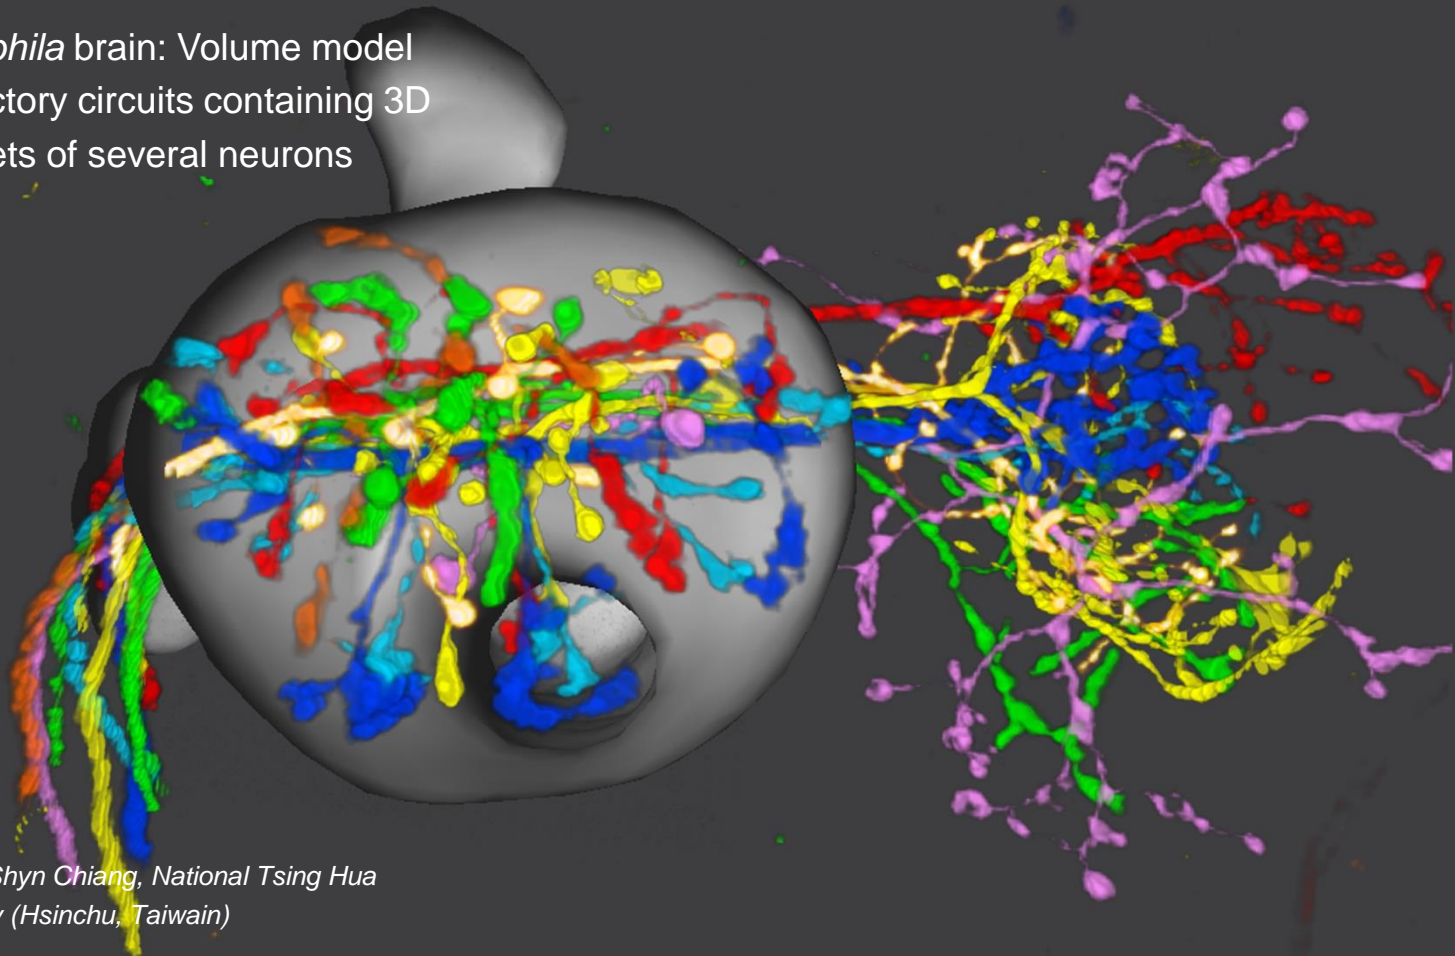 phila brain: Volume model
ctory circuits containing 3D
ets of several neurons
Shyn Chiang, National Tsing Hua
y (Hsinchu, Taiwain)